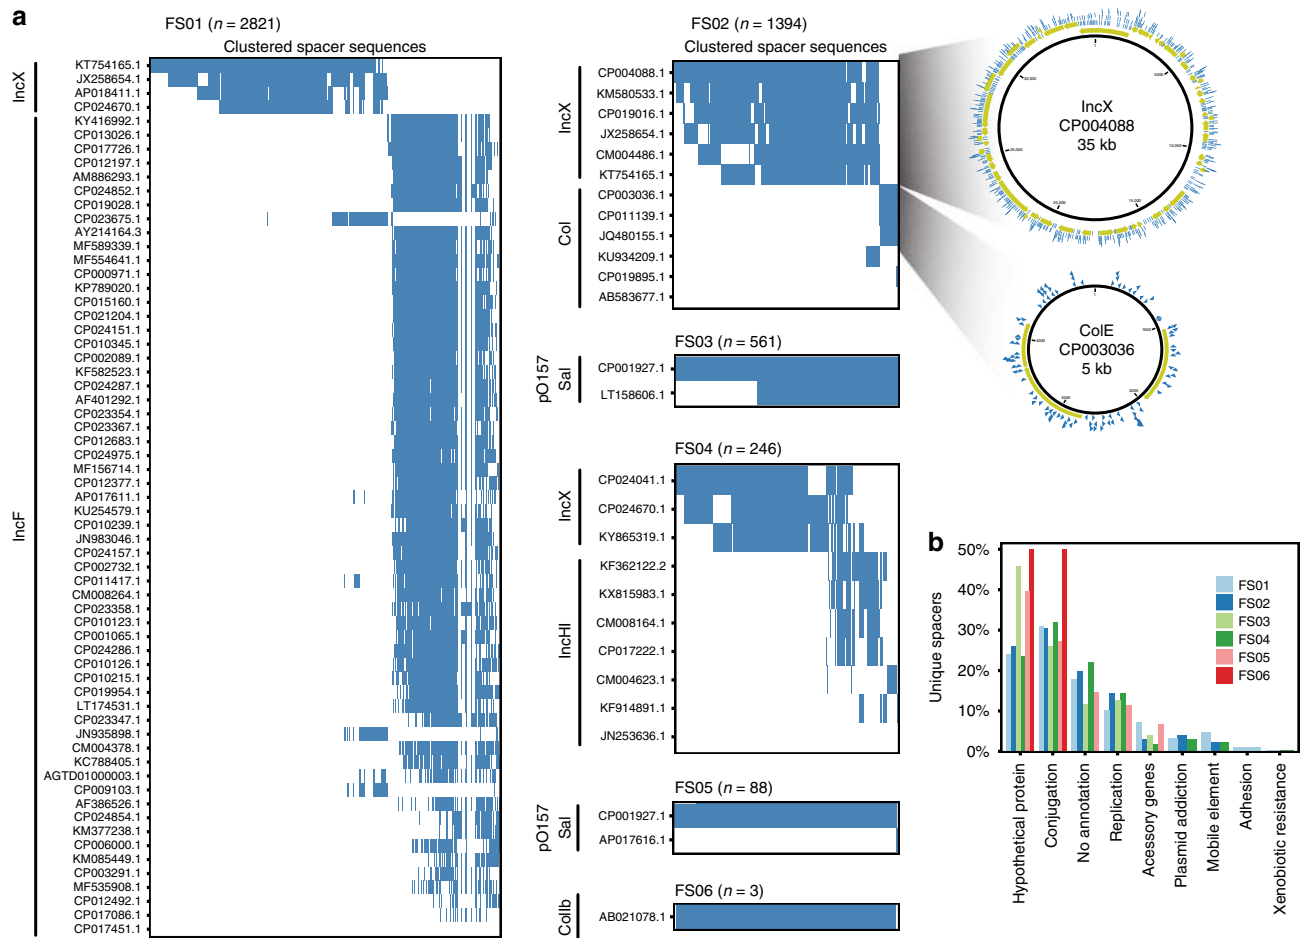 a
FS01 (n = 2821)
Clustered spacer sequences
IncX
KT754165.1
JX258654.1
AP018411.1
CP024670.1
IncF
KY416992.1
CP013026.1
CP017726.1
CP012197.1
AM886293.1
CP024852.1
CP019028.1
CP023675.1
AY214164.3
MF589339.1
MF554641.1
CP000971.1
KP789020.1
CP015160.1
CP021204.1
CP024151.1
CP010345.1
CP002089.1
KF582523.1
CP024287.1
AF401292.1
CP023354.1
CP023367.1
CP012683.1
CP024975.1
MF156714.1
CP012377.1
AP017611.1
KU254579.1
CP010239.1
JN983046.1
CP024157.1
CP002732.1
CP011417.1
CM008264.1
CP023358.1
CP010123.1
CP001065.1
CP024286.1
CP010126.1
CP010215.1
CP019954.1
LT174531.1
CP023347.1
JN935898.1
CM004378.1
KC788405.1
AGTD01000003.1
CP009103.1
AF386526.1
CP024854.1
KM377238.1
CP006000.1
KM085449.1
CP003291.1
MF535908.1
CP012492.1
CP017086.1
CP017451.1
FS02 (n = 1394)
Clustered spacer sequences
IncX
CP004088.1
KM580533.1
CP019016.1
JX258654.1
CM004486.1
KT754165.1
Col
CP003036.1
CP011139.1
JQ480155.1
KU934209.1
CP019895.1
AB583677.1
FS03 (n = 561)
pO157
Sal
CP001927.1
LT158606.1
FS04 (n = 246)
IncX
CP024041.1
CP024670.1
KY865319.1
IncHI
KF362122.2
KX815983.1
CM008164.1
CP017222.1
CM004623.1
KF914891.1
JN253636.1
FS05 (n = 88)
pO157
Sal
CP001927.1
AP017616.1
FS06 (n = 3)
ColIb
AB021078.1
IncX
CP004088
35 kb
ColE
CP003036
5 kb
b
Unique spacers
50%
40%
30%
20%
10%
0%
FS01
FS02
FS03
FS04
FS05
FS06
Hypothetical protein
Conjugation
No annotation
Replication
Acessory genes
Plasmid addiction
Mobile element
Adhesion
Xenobiotic resistance